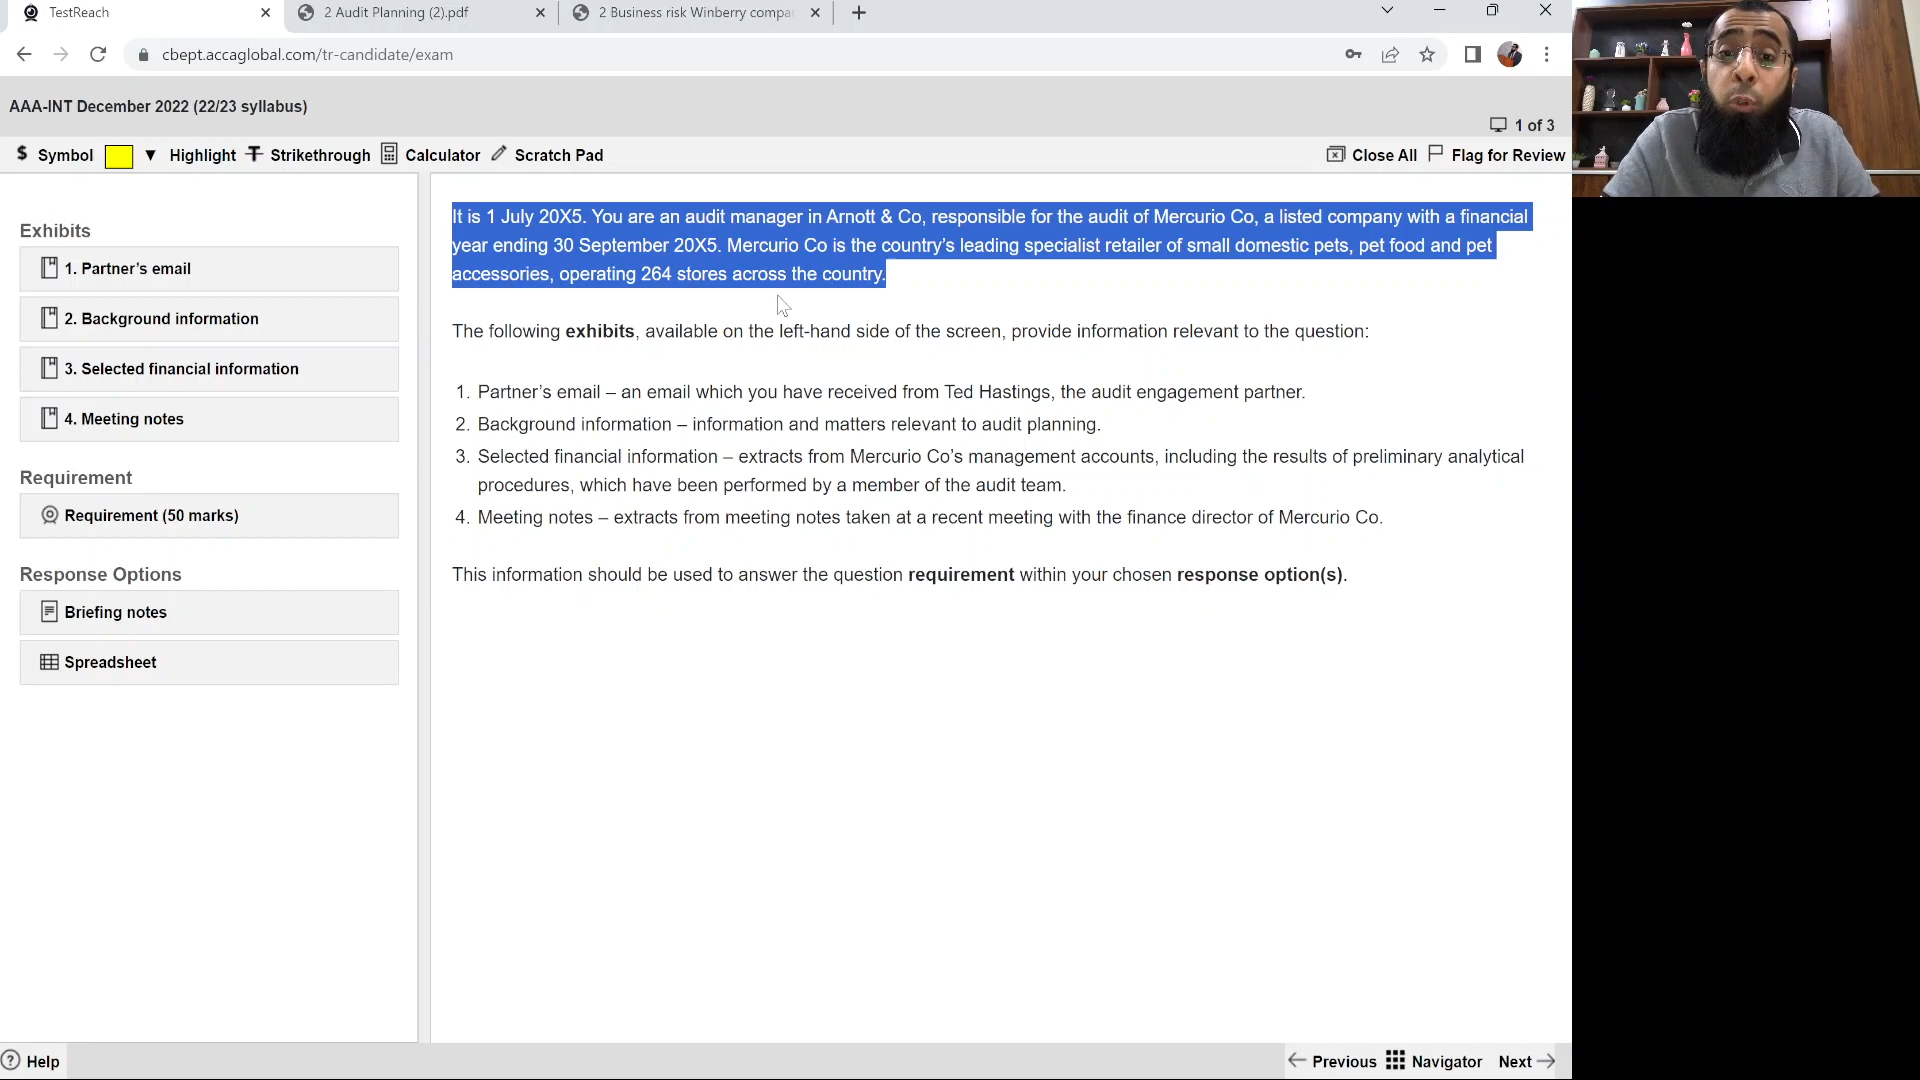 TestReach
2 Audit Planning (2).pdf
2 Business risk Winberry compa
cbept.accaglobal.com/tr-candidate/exam
AAA-INT December 2022 (22/23 syllabus)
1 of 3
$ Symbol Highlight Strikethrough Calculator Scratch Pad
Close All Flag for Review
Exhibits
1. Partner's email
2. Background information
3. Selected financial information
4. Meeting notes
Requirement
Requirement (50 marks)
Response Options
Briefing notes
Spreadsheet
It is 1 July 20X5. You are an audit manager in Arnott & Co, responsible for the audit of Mercurio Co, a listed company with a financial
year ending 30 September 20X5. Mercurio Co is the country's leading specialist retailer of small domestic pets, pet food and pet
accessories, operating 264 stores across the country.
The following exhibits, available on the left-hand side of the screen, provide information relevant to the question:
1. Partner's email – an email which you have received from Ted Hastings, the audit engagement partner.
2. Background information – information and matters relevant to audit planning.
3. Selected financial information – extracts from Mercurio Co's management accounts, including the results of preliminary analytical
procedures, which have been performed by a member of the audit team.
4. Meeting notes – extracts from meeting notes taken at a recent meeting with the finance director of Mercurio Co.
This information should be used to answer the question requirement within your chosen response option(s).
Help
Previous Navigator Next